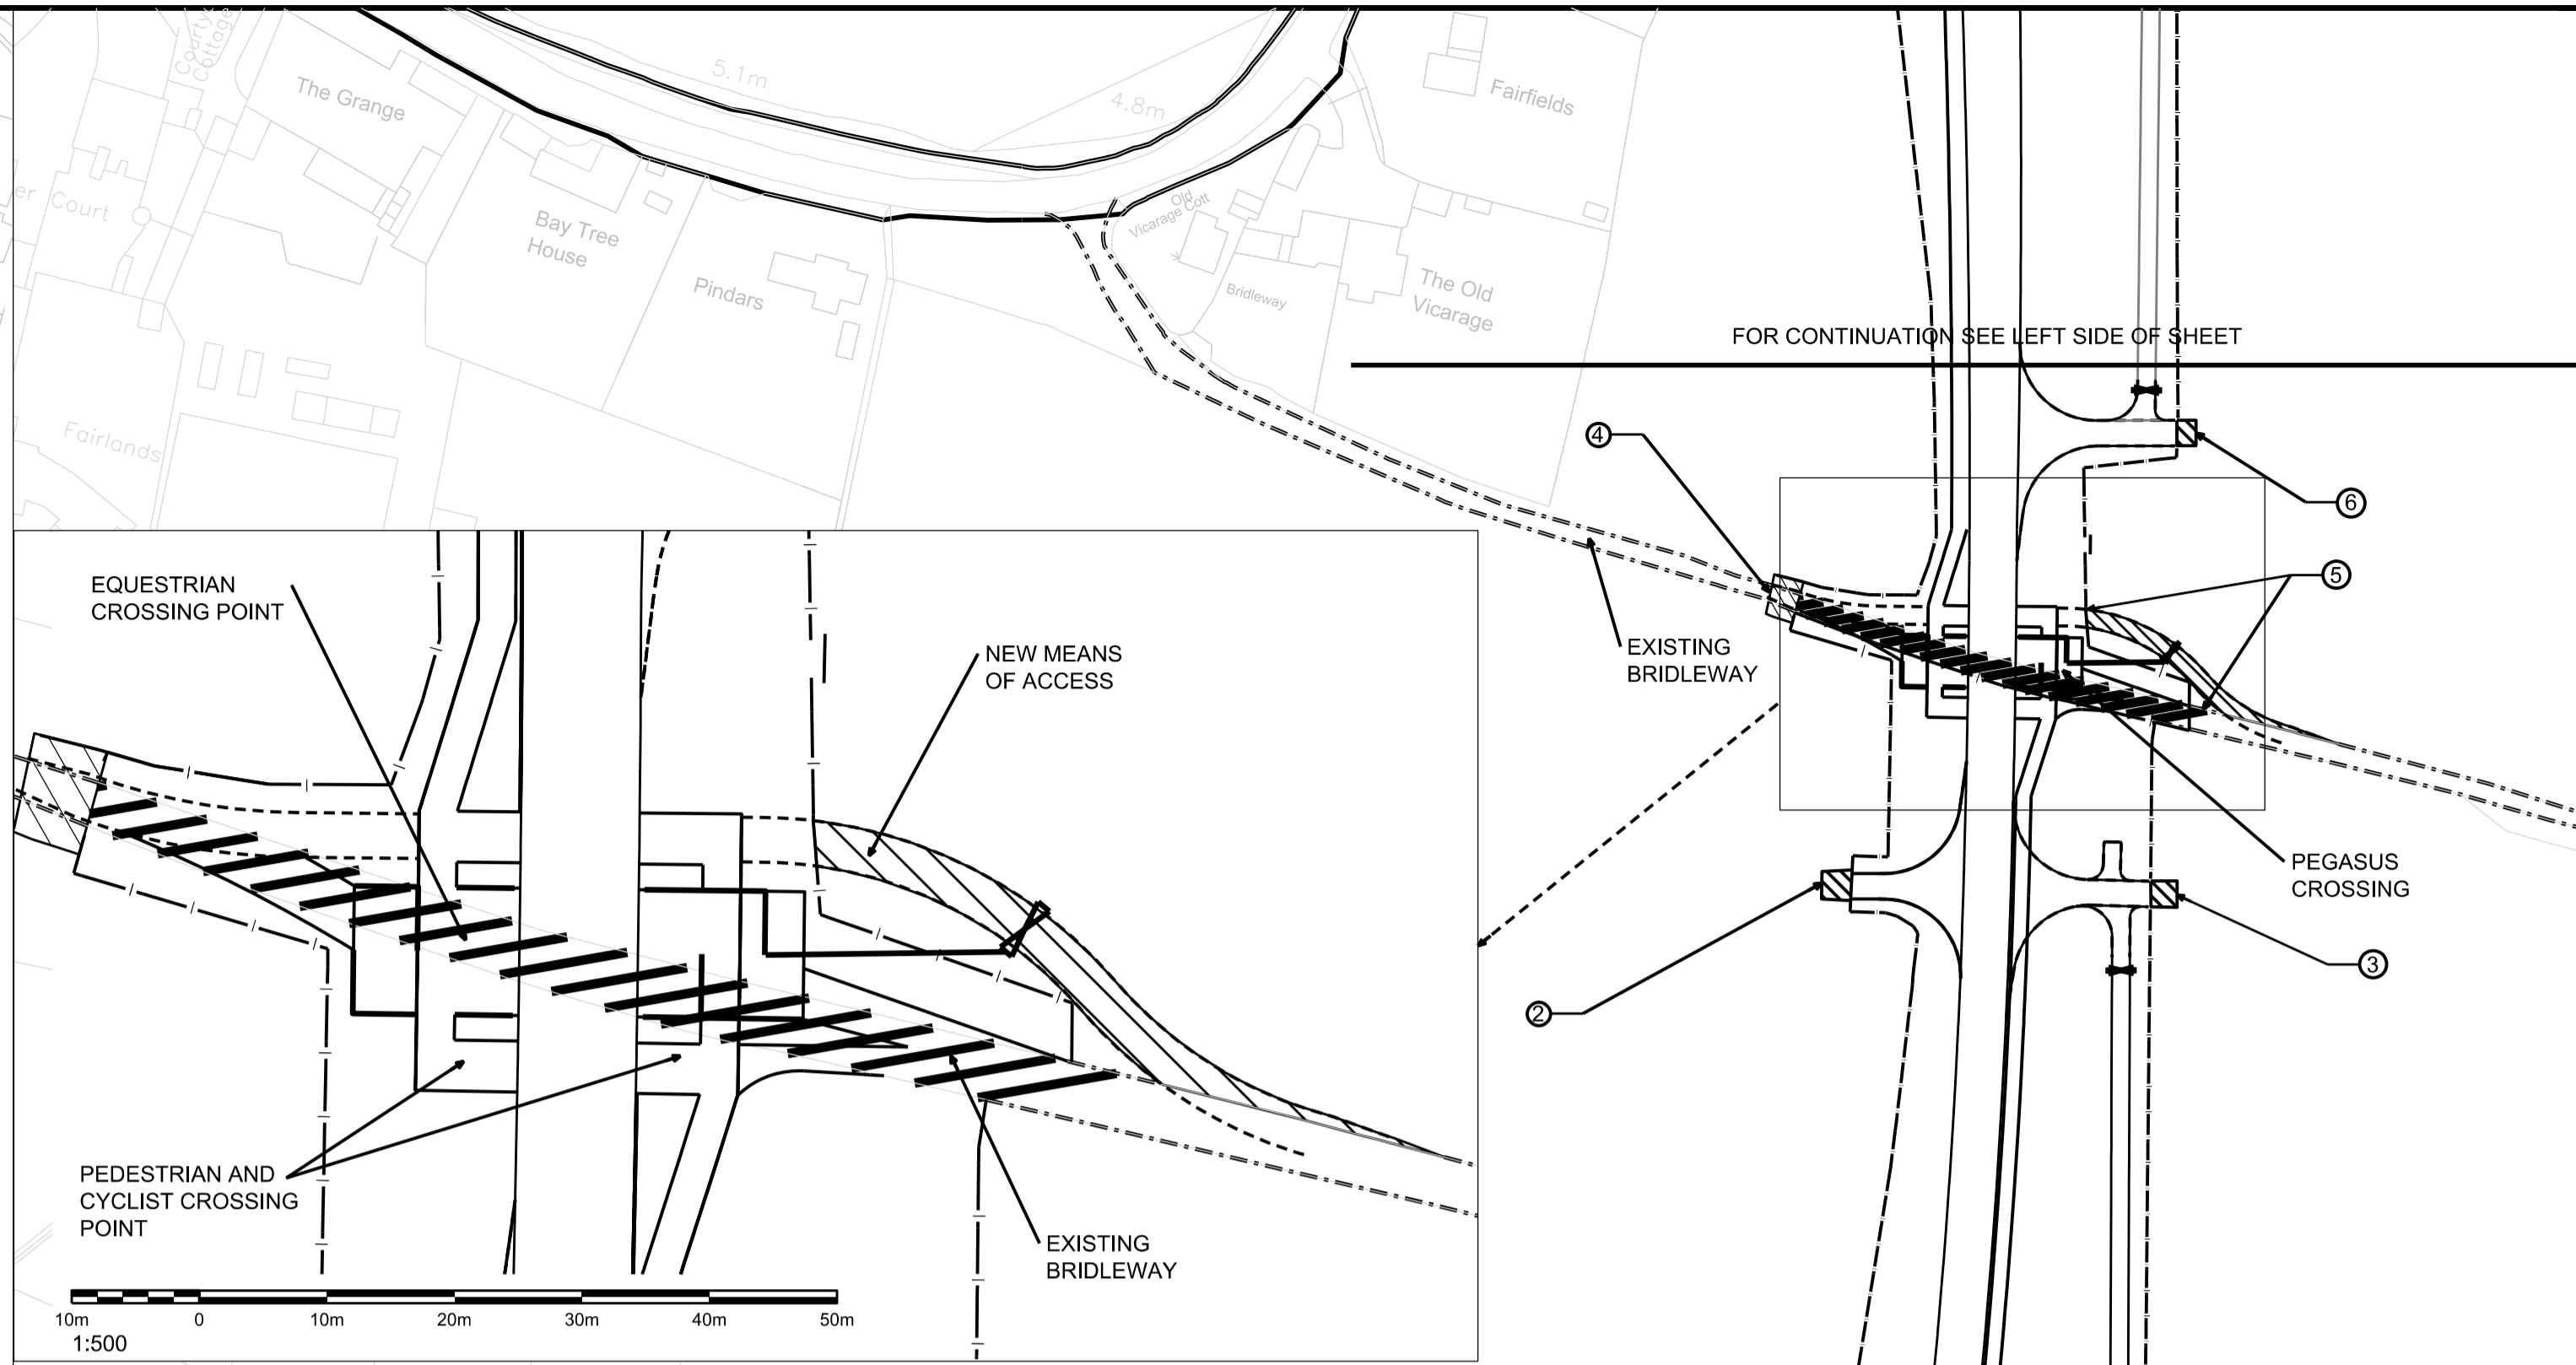 County
Cottage
The Grange
er Court
5.1m
4.8m
Fairfields
Bay Tree
House
Pindars
Old
Vicarage Cott
Bridleway
The Old
Vicarage
Fairlands
FOR CONTINUATION SEE LEFT SIDE OF SHEET
4
6
5
EXISTING
BRIDLEWAY
PEGASUS
CROSSING
2
3
EQUESTRIAN
CROSSING POINT
NEW MEANS
OF ACCESS
PEDESTRIAN AND
CYCLIST CROSSING
POINT
EXISTING
BRIDLEWAY
10m 0 10m 20m 30m 40m 50m
1:500